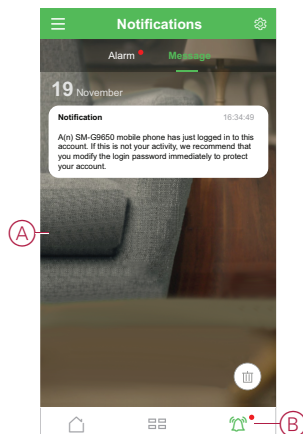 Notifications
Alarm Message
19 November
Notification 16:34:49
A(n) SM-G9650 mobile phone has just logged in to this
account. If this is not your activity, we recommend that
you modify the login password immediately to protect
your account.
A
B